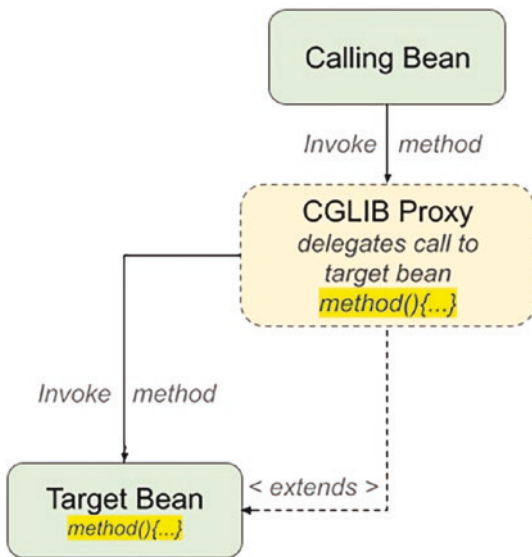 Calling Bean
Invoke method
CGLIB Proxy
delegates call to
target bean
method(){...}
Invoke method
< extends >
Target Bean
method(){...}